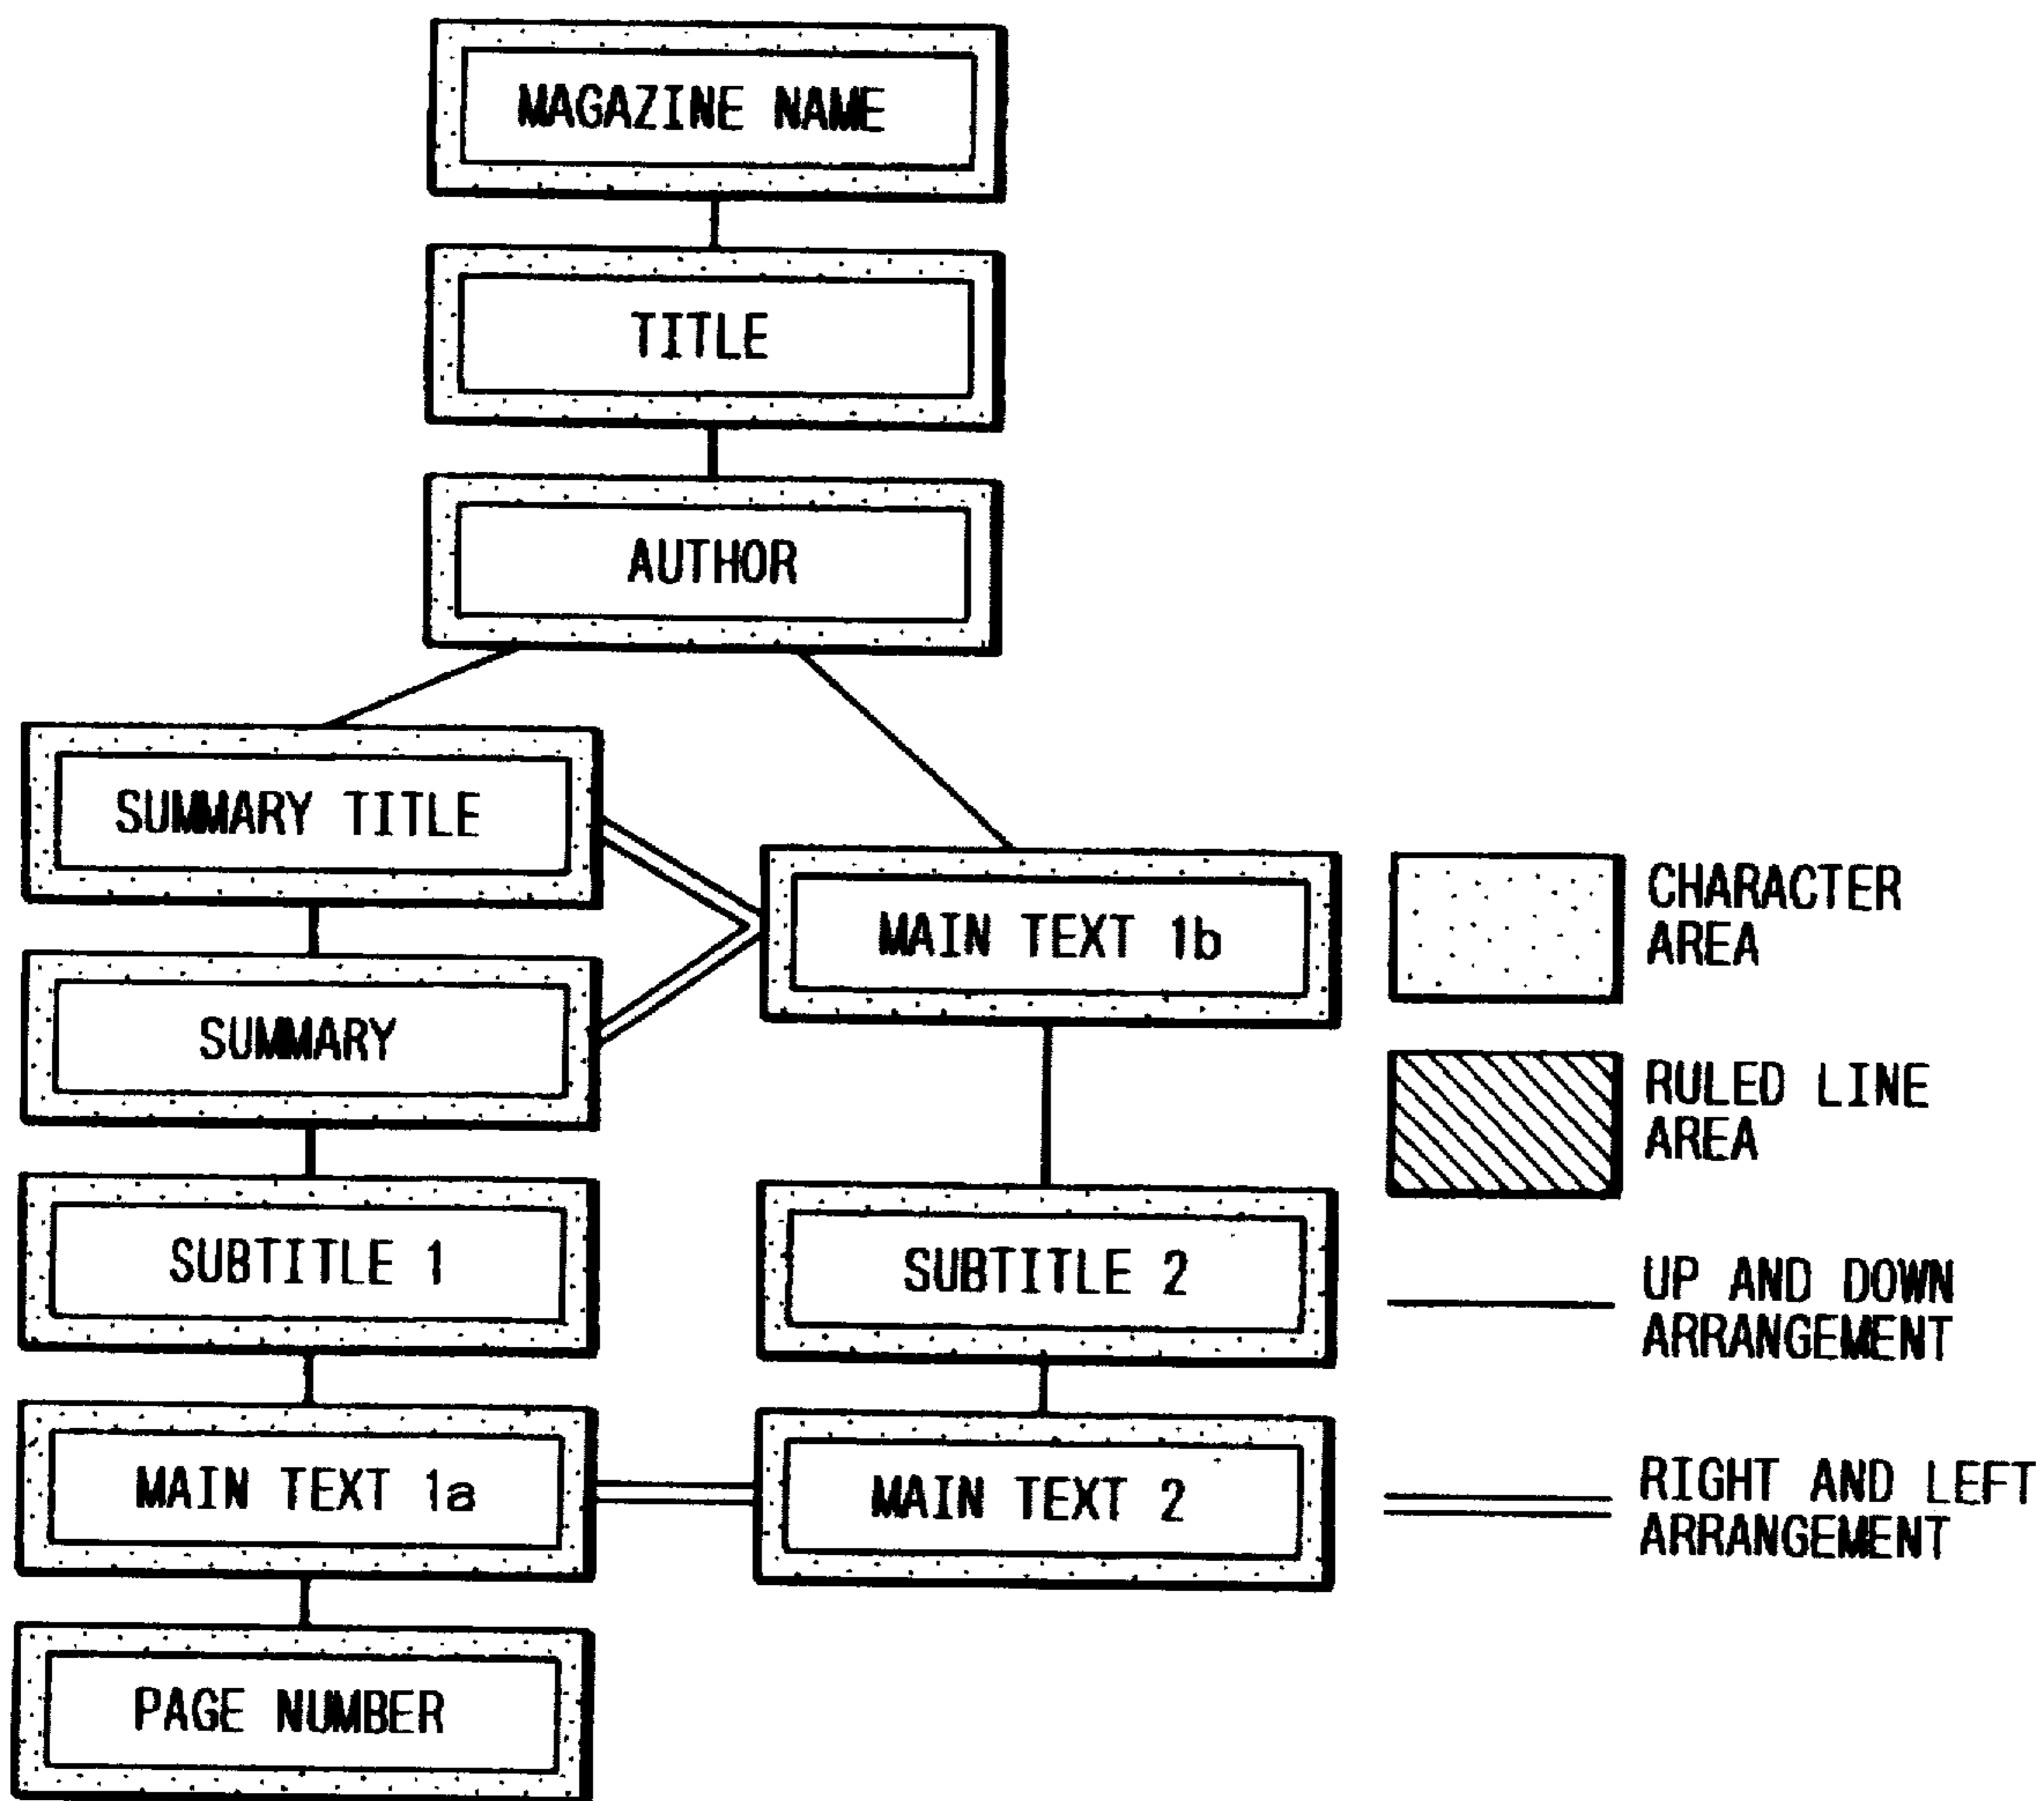 MAGAZINE NAME
TITLE
AUTHOR
SUMMARY TITLE
SUMMARY
SUBTITLE 1
MAIN TEXT 1a
PAGE NUMBER
MAIN TEXT 1b
SUBTITLE 2
MAIN TEXT 2
CHARACTER
AREA
RULED LINE
AREA
UP AND DOWN
ARRANGEMENT
RIGHT AND LEFT
ARRANGEMENT